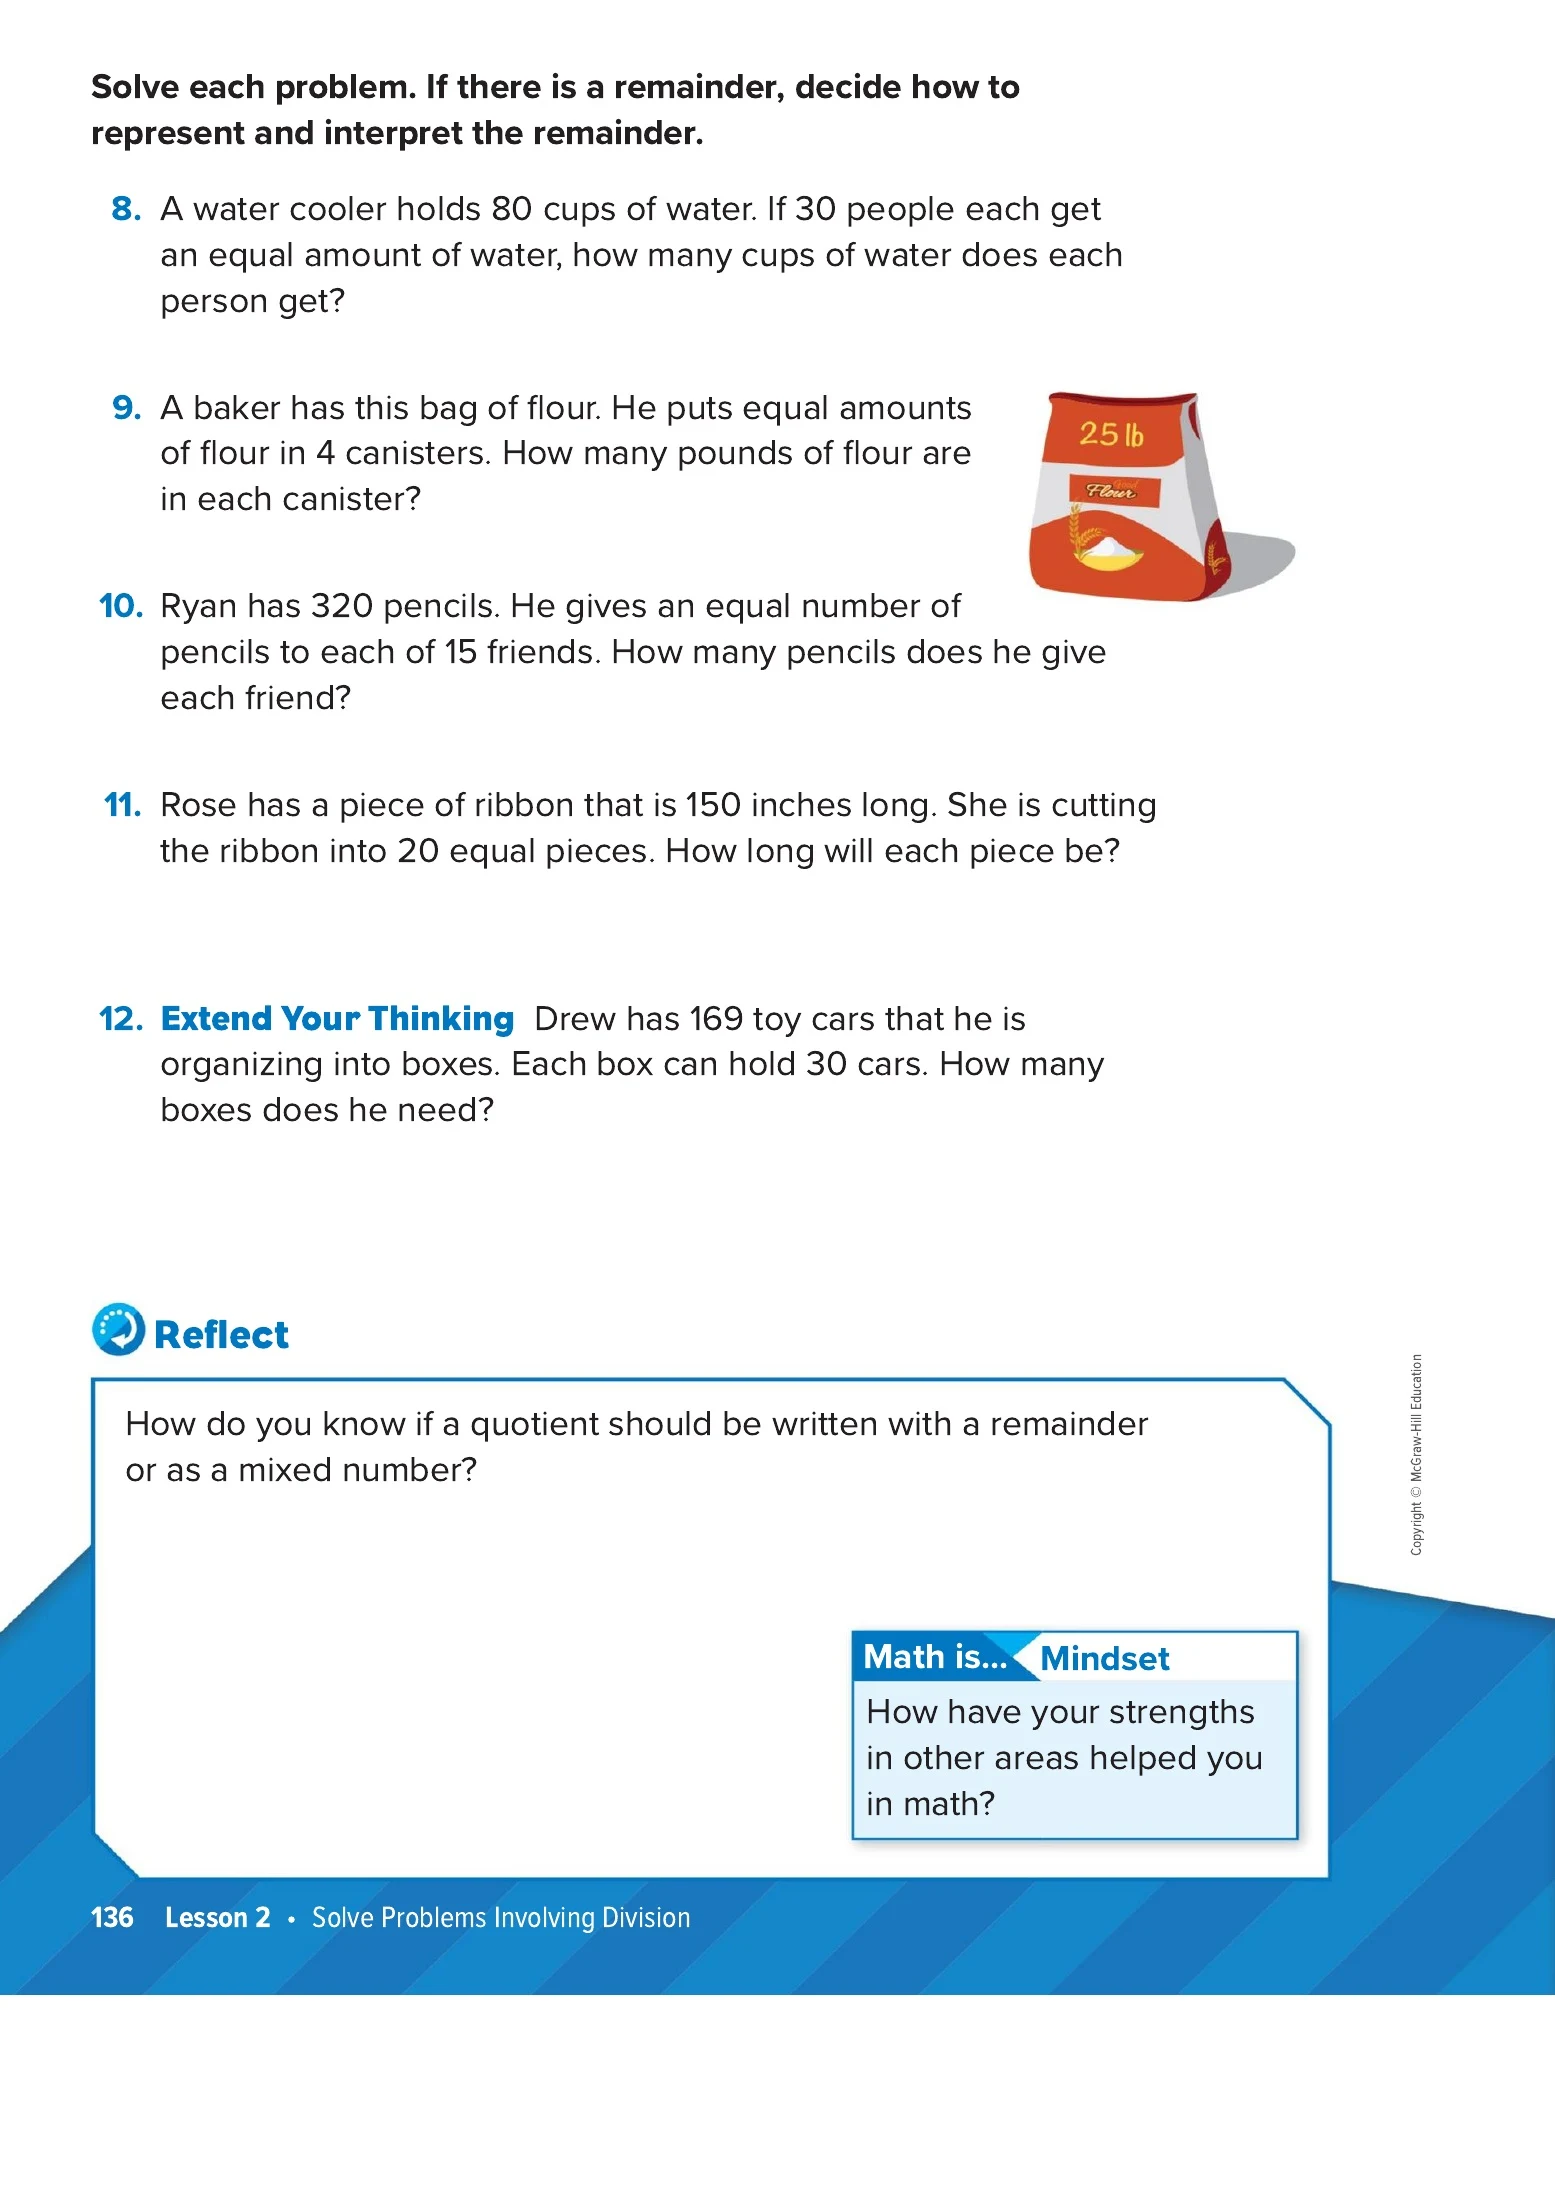 Solve each problem. If there is a remainder, decide how to
represent and interpret the remainder.
8. A water cooler holds 80 cups of water. If 30 people each get
an equal amount of water, how many cups of water does each
person get?
9. A baker has this bag of flour. He puts equal amounts
of flour in 4 canisters. How many pounds of flour are
in each canister?
25 lb
Good
Flour
10. Ryan has 320 pencils. He gives an equal number of
pencils to each of 15 friends. How many pencils does he give
each friend?
11. Rose has a piece of ribbon that is 150 inches long. She is cutting
the ribbon into 20 equal pieces. How long will each piece be?
12. Extend Your Thinking Drew has 169 toy cars that he is
organizing into boxes. Each box can hold 30 cars. How many
boxes does he need?
Reflect
How do you know if a quotient should be written with a remainder
or as a mixed number?
Math is... Mindset
How have your strengths
in other areas helped you
in math?
Copyright © McGraw-Hill Education
136 Lesson 2 • Solve Problems Involving Division